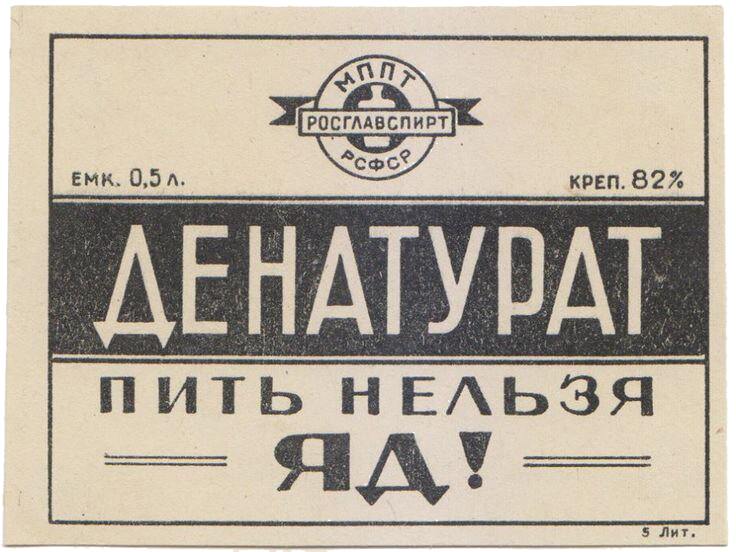 МППТ
РОСГЛАВСПИРТ
РСФСР
ЕМК. 0,5 Л.
КРЕП. 82%
ДЕНАТУРАТ
ПИТЬ НЕЛЬЗЯ
ЯД!
5 Лит.